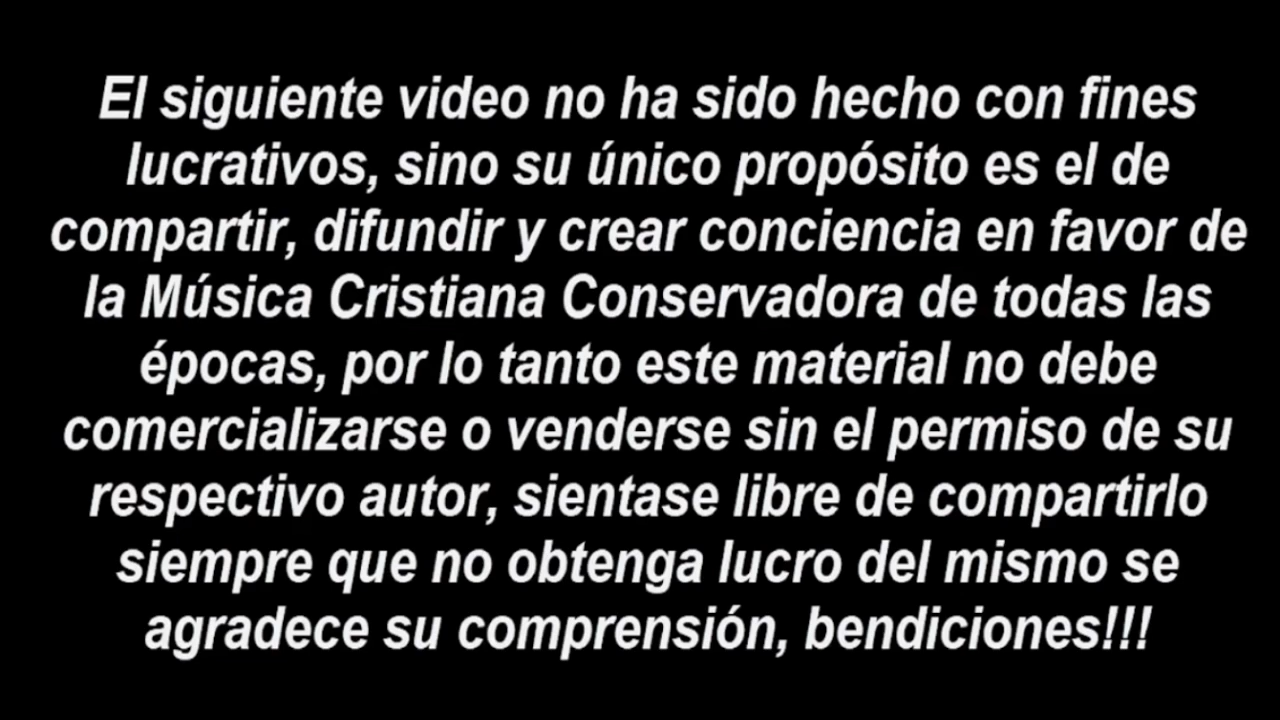 El siguiente video no ha sido hecho con fines
lucrativos, sino su único propósito es el de
compartir, difundir y crear conciencia en favor de
la Música Cristiana Conservadora de todas las
épocas, por lo tanto este material no debe
comercializarse o venderse sin el permiso de su
respectivo autor, sientase libre de compartirlo
siempre que no obtenga lucro del mismo se
agradece su comprensión, bendiciones!!!